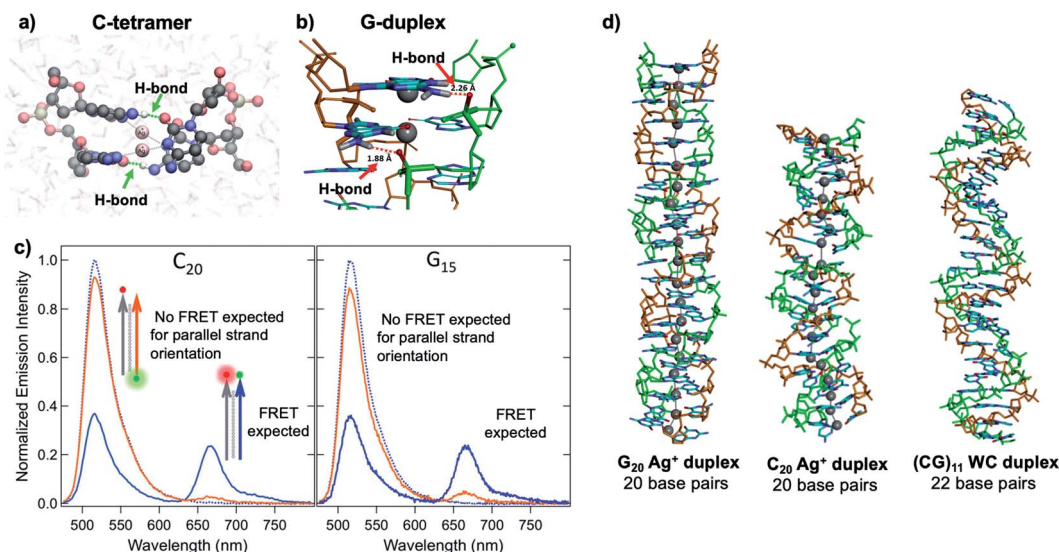 a)
C-tetramer
H-bond
H-bond
b)
G-duplex
H-bond
2.26 Å
1.88 Å
H-bond
c)
Normalized Emission Intensity
1.0
0.8
0.6
0.4
0.2
0.0
C20
No FRET expected
for parallel strand
orientation
FRET
expected
500 550 600 650 700 750
Wavelength (nm)
G15
No FRET expected
for parallel strand
orientation
FRET
expected
500 550 600 650 700 750
Wavelength (nm)
d)
G20 Ag+ duplex
20 base pairs
C20 Ag+ duplex
20 base pairs
(CG)11 WC duplex
22 base pairs